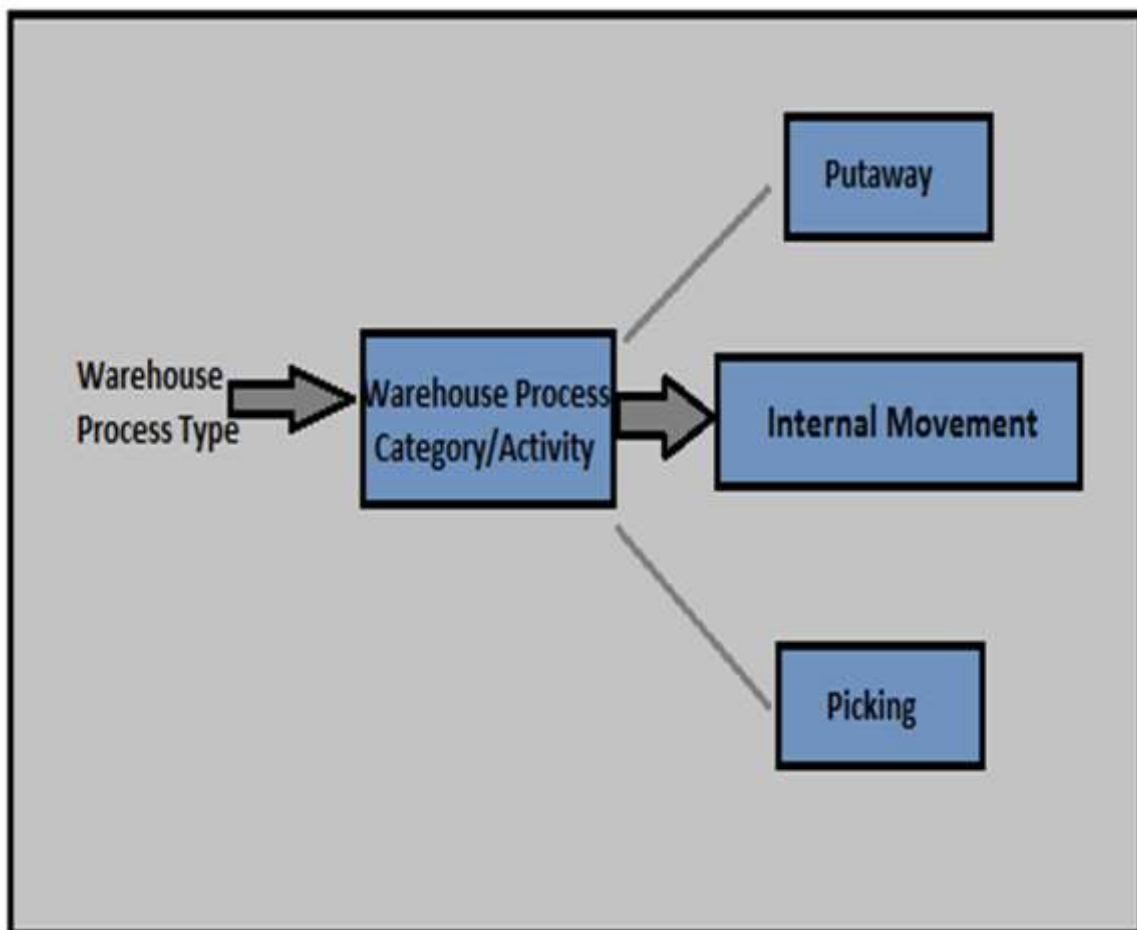 Putaway
Warehouse
Process Type
Warehouse Process
Category/Activity
Internal Movement
Picking